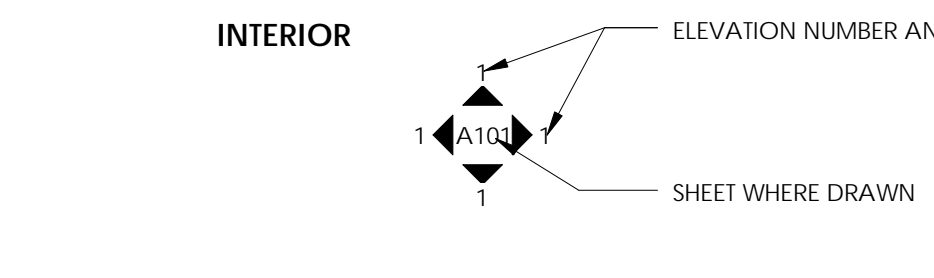 INTERIOR
ELEVATION NUMBER AN
1
1 A101 1
1
SHEET WHERE DRAWN